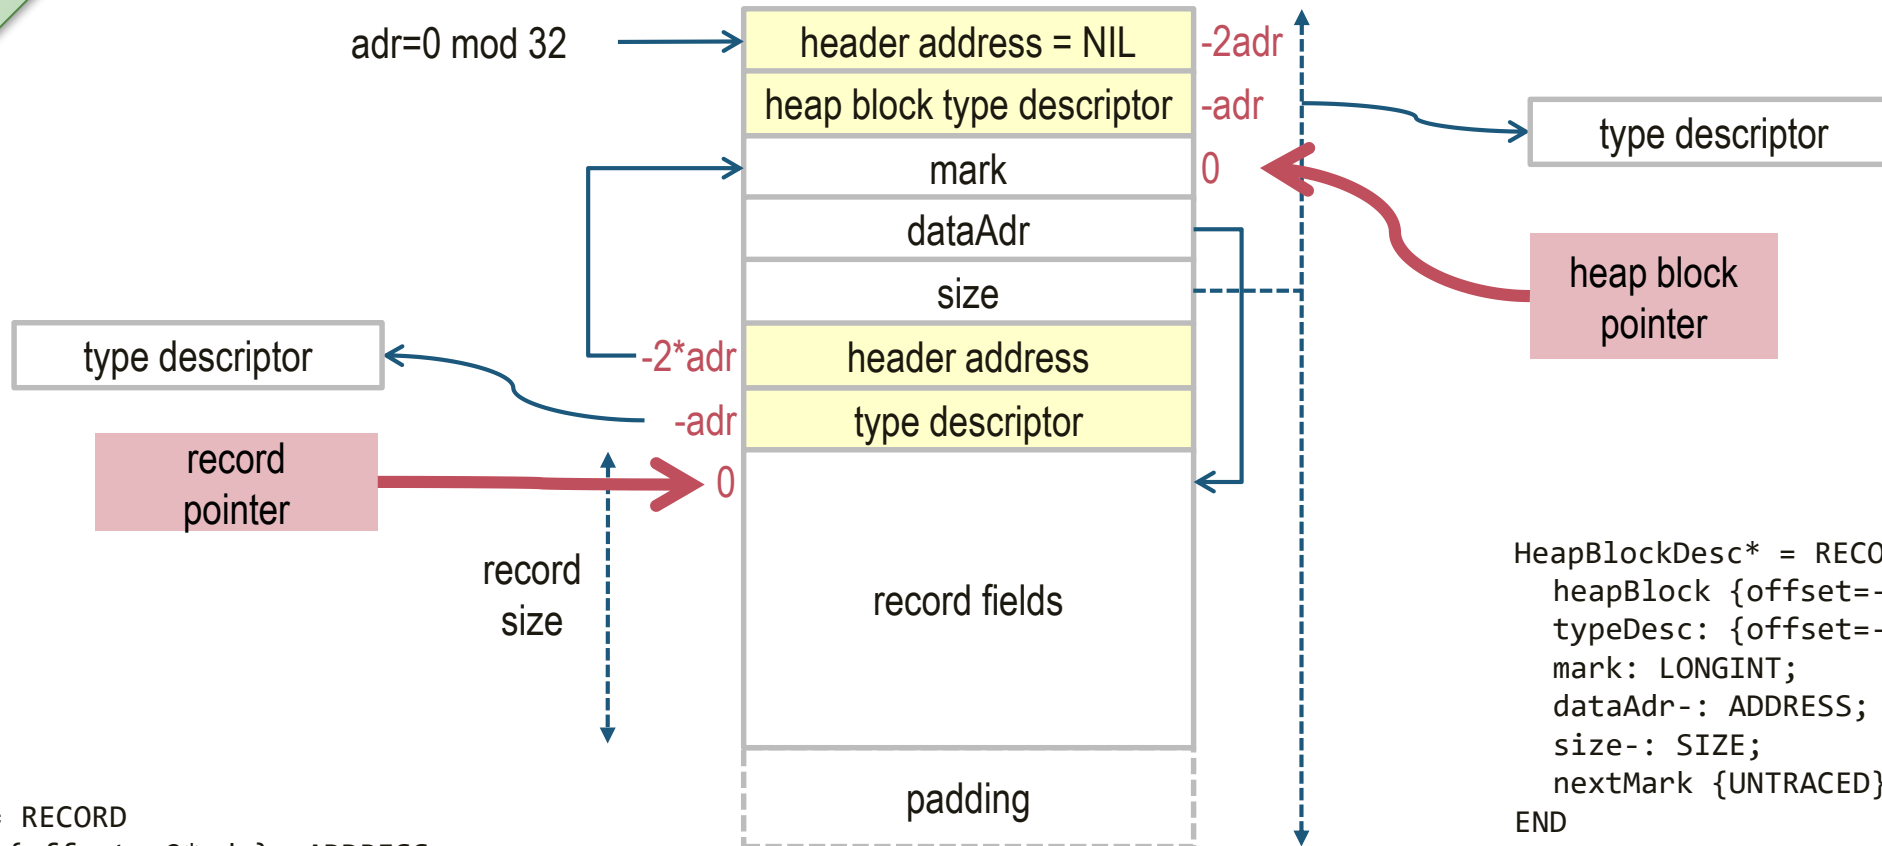 adr=0 mod 32
header address = NIL
-2adr
heap block type descriptor
-adr
type descriptor
mark
0
dataAdr
size
heap block
pointer
type descriptor
-2*adr
header address
-adr
type descriptor
record
pointer
0
record
size
record fields
padding
HeapBlockDesc* = RECO
heapBlock {offset=-
typeDesc: {offset=-
mark: LONGINT;
dataAdr-: ADDRESS;
size-: SIZE;
nextMark {UNTRACED}
END
= RECORD